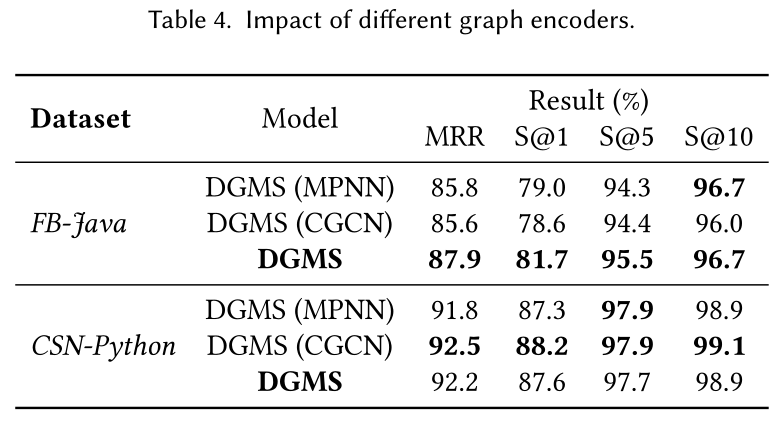 Table 4. Impact of different graph encoders.
Dataset Model Result (%)
MRR S@1 S@5 S@10
DGMS (MPNN) 85.8 79.0 94.3 96.7
FB-Java DGMS (CGCN) 85.6 78.6 94.4 96.0
DGMS 87.9 81.7 95.5 96.7
DGMS (MPNN) 91.8 87.3 97.9 98.9
CSN-Python DGMS (CGCN) 92.5 88.2 97.9 99.1
DGMS 92.2 87.6 97.7 98.9